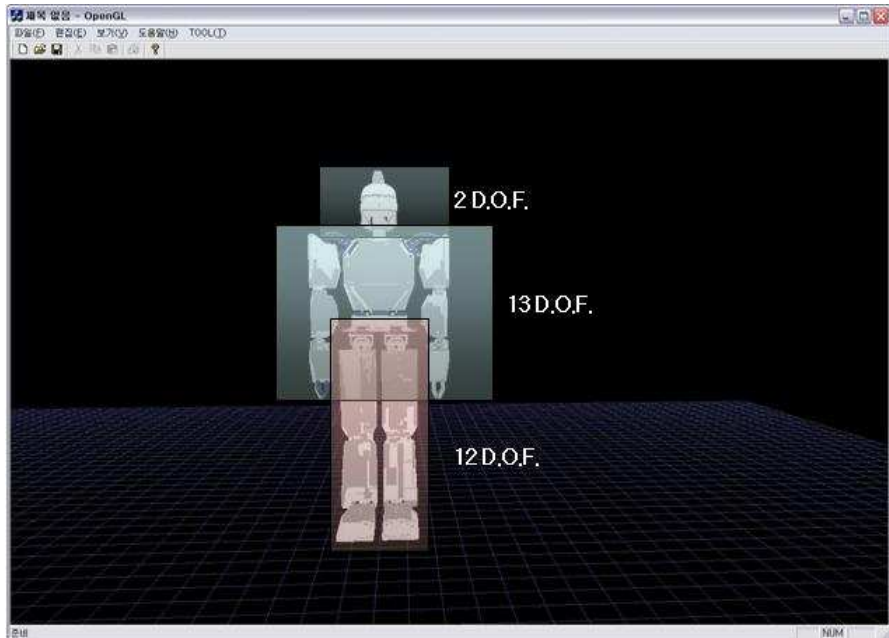 제목 없음 - OpenGL
파일(F) 편집(E) 보기(V) 도움말(H) TOOL(T)
2 D.O.F.
13 D.O.F.
12 D.O.F.
준비 NUM